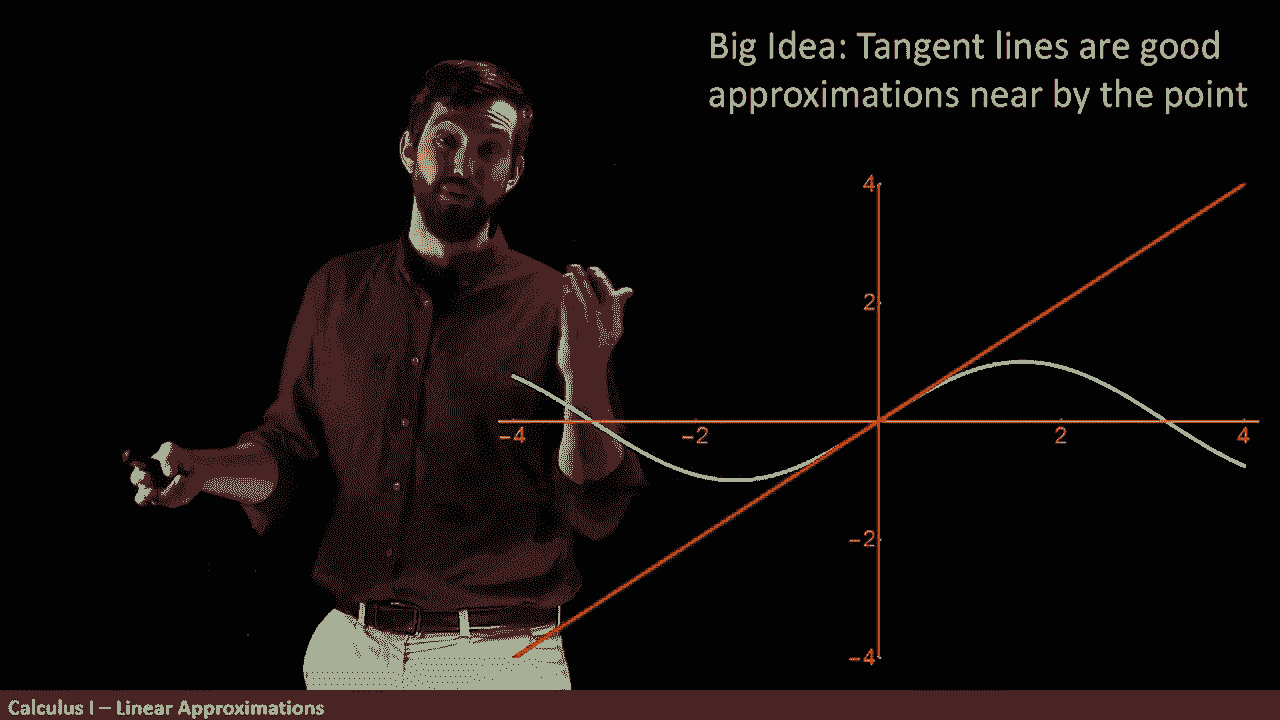 Big Idea: Tangent lines are good
approximations near by the point
4
2
-4
-2
2
4
-2
-4
Calculus I – Linear Approximations